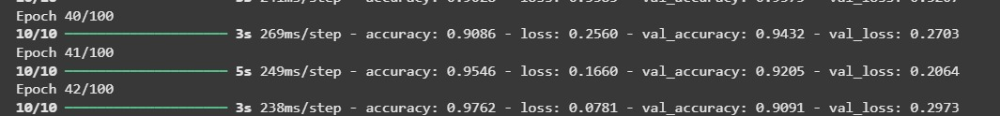 Epoch 40/100
10/10 ━━━━━━━━━━━━━━━━━━━━ 3s 269ms/step - accuracy: 0.9086 - loss: 0.2560 - val_accuracy: 0.9432 - val_loss: 0.2703
Epoch 41/100
10/10 ━━━━━━━━━━━━━━━━━━━━ 5s 249ms/step - accuracy: 0.9546 - loss: 0.1660 - val_accuracy: 0.9205 - val_loss: 0.2064
Epoch 42/100
10/10 ━━━━━━━━━━━━━━━━━━━━ 3s 238ms/step - accuracy: 0.9762 - loss: 0.0781 - val_accuracy: 0.9091 - val_loss: 0.2973